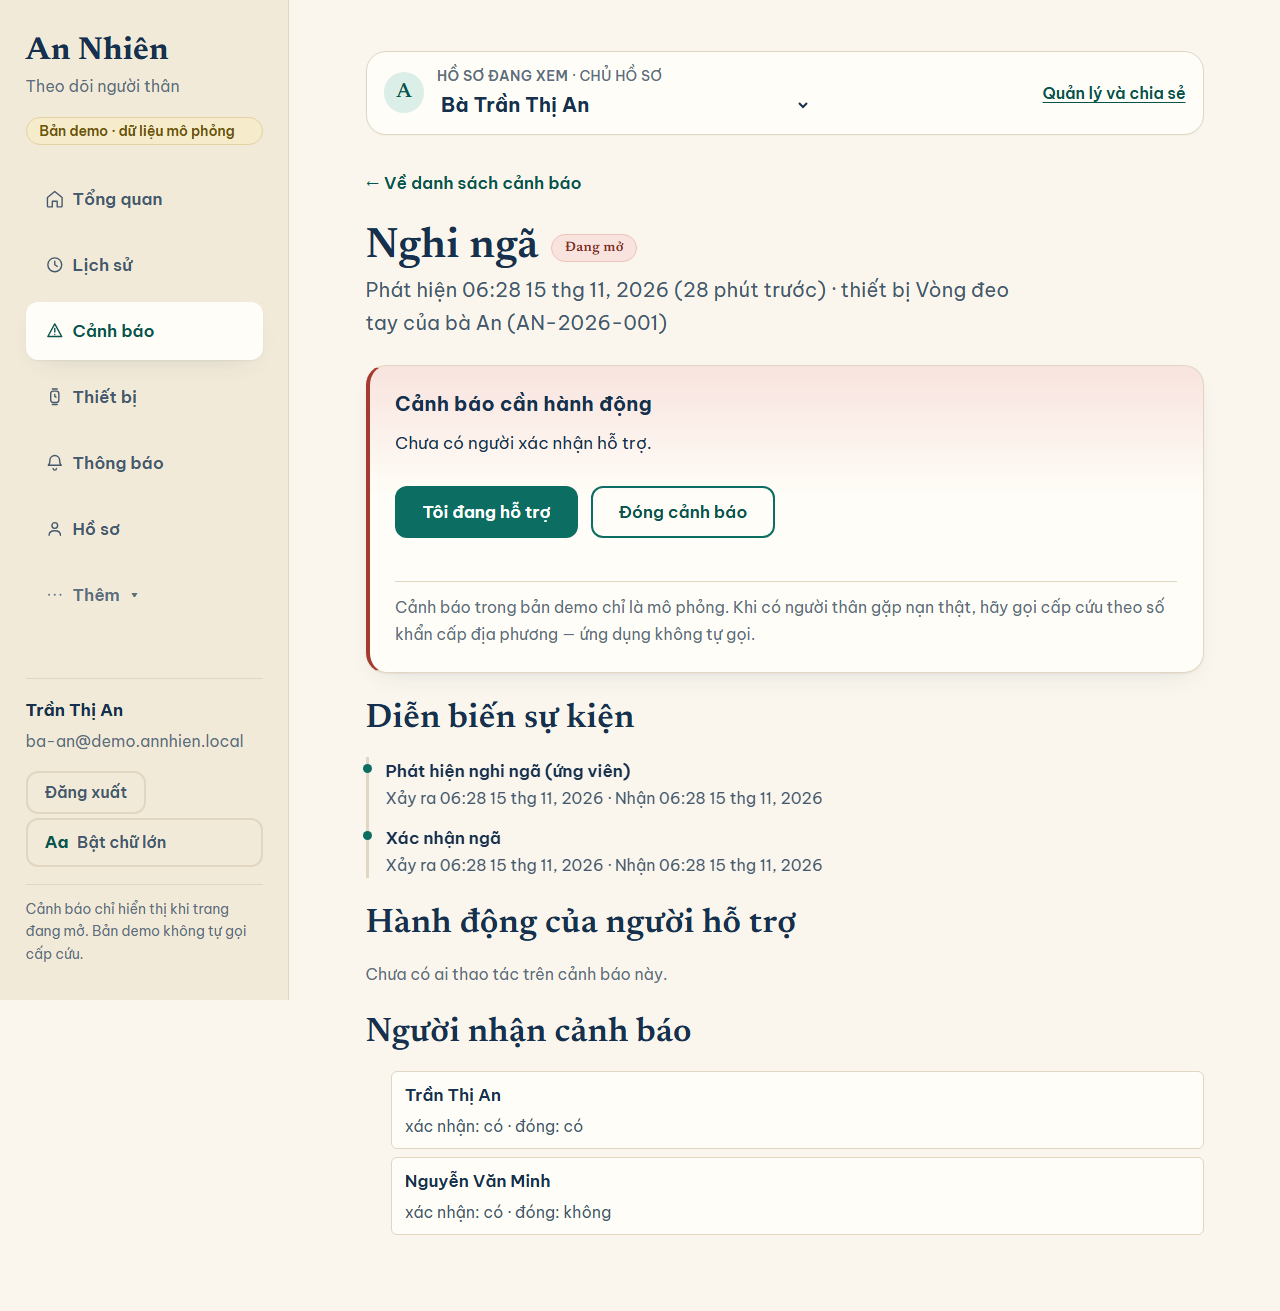 An Nhiên
Theo dõi người thân
Bản demo · dữ liệu mô phỏng
Tổng quan
Lịch sử
Cảnh báo
Thiết bị
Thông báo
Hồ sơ
Thêm
Trần Thị An
ba-an@demo.annhien.local
Đăng xuất
Aa Bật chữ lớn
Cảnh báo chỉ hiển thị khi trang
đang mở. Bản demo không tự gọi
cấp cứu.
A
HỒ SƠ ĐANG XEM · CHỦ HỒ SƠ
Bà Trần Thị An
Quản lý và chia sẻ
← Về danh sách cảnh báo
Nghi ngã Đang mở
Phát hiện 06:28 15 thg 11, 2026 (28 phút trước) · thiết bị Vòng đeo
tay của bà An (AN-2026-001)
Cảnh báo cần hành động
Chưa có người xác nhận hỗ trợ.
Tôi đang hỗ trợ
Đóng cảnh báo
Cảnh báo trong bản demo chỉ là mô phỏng. Khi có người thân gặp nạn thật, hãy gọi cấp cứu theo số
khẩn cấp địa phương — ứng dụng không tự gọi.
Diễn biến sự kiện
Phát hiện nghi ngã (ứng viên)
Xảy ra 06:28 15 thg 11, 2026 · Nhận 06:28 15 thg 11, 2026
Xác nhận ngã
Xảy ra 06:28 15 thg 11, 2026 · Nhận 06:28 15 thg 11, 2026
Hành động của người hỗ trợ
Chưa có ai thao tác trên cảnh báo này.
Người nhận cảnh báo
Trần Thị An
xác nhận: có · đóng: có
Nguyễn Văn Minh
xác nhận: có · đóng: không